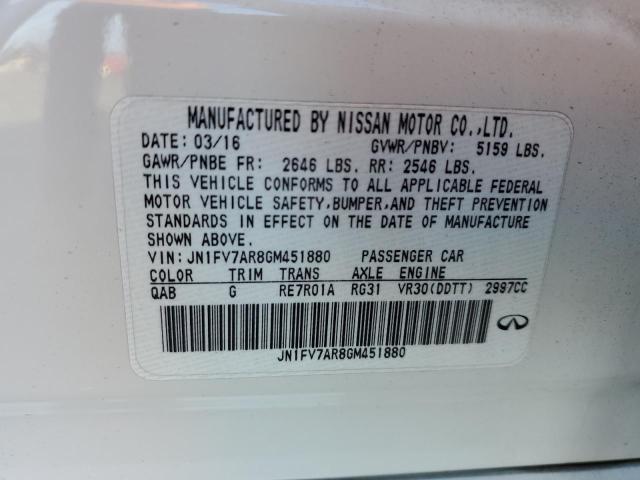 MANUFACTURED BY NISSAN MOTOR CO.,LTD.
DATE: 03/16 GVWR/PNBV: 5159 LBS.
GAWR/PNBE FR: 2646 LBS. RR: 2546 LBS.
THIS VEHICLE CONFORMS TO ALL APPLICABLE FEDERAL
MOTOR VEHICLE SAFETY,BUMPER,AND THEFT PREVENTION
STANDARDS IN EFFECT ON THE DATE OF MANUFACTURE
SHOWN ABOVE.
VIN: JN1FV7AR8GM451880 PASSENGER CAR
COLOR TRIM TRANS AXLE ENGINE
QAB G RE7R01A RG31 VR30(DDTT) 2997CC
JN1FV7AR8GM451880